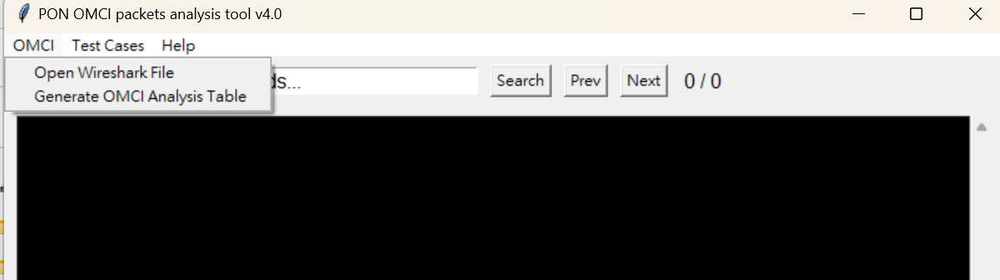 PON OMCI packets analysis tool v4.0
OMCI Test Cases Help
Open Wireshark File
Generate OMCI Analysis Table
Search Prev Next 0 / 0